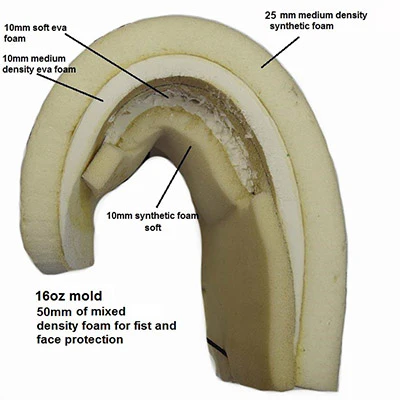 10mm soft eva
foam
25 mm medium density
synthetic foam
10mm medium
density eva foam
10mm synthetic foam
soft
16oz mold
50mm of mixed
density foam for fist and
face protection